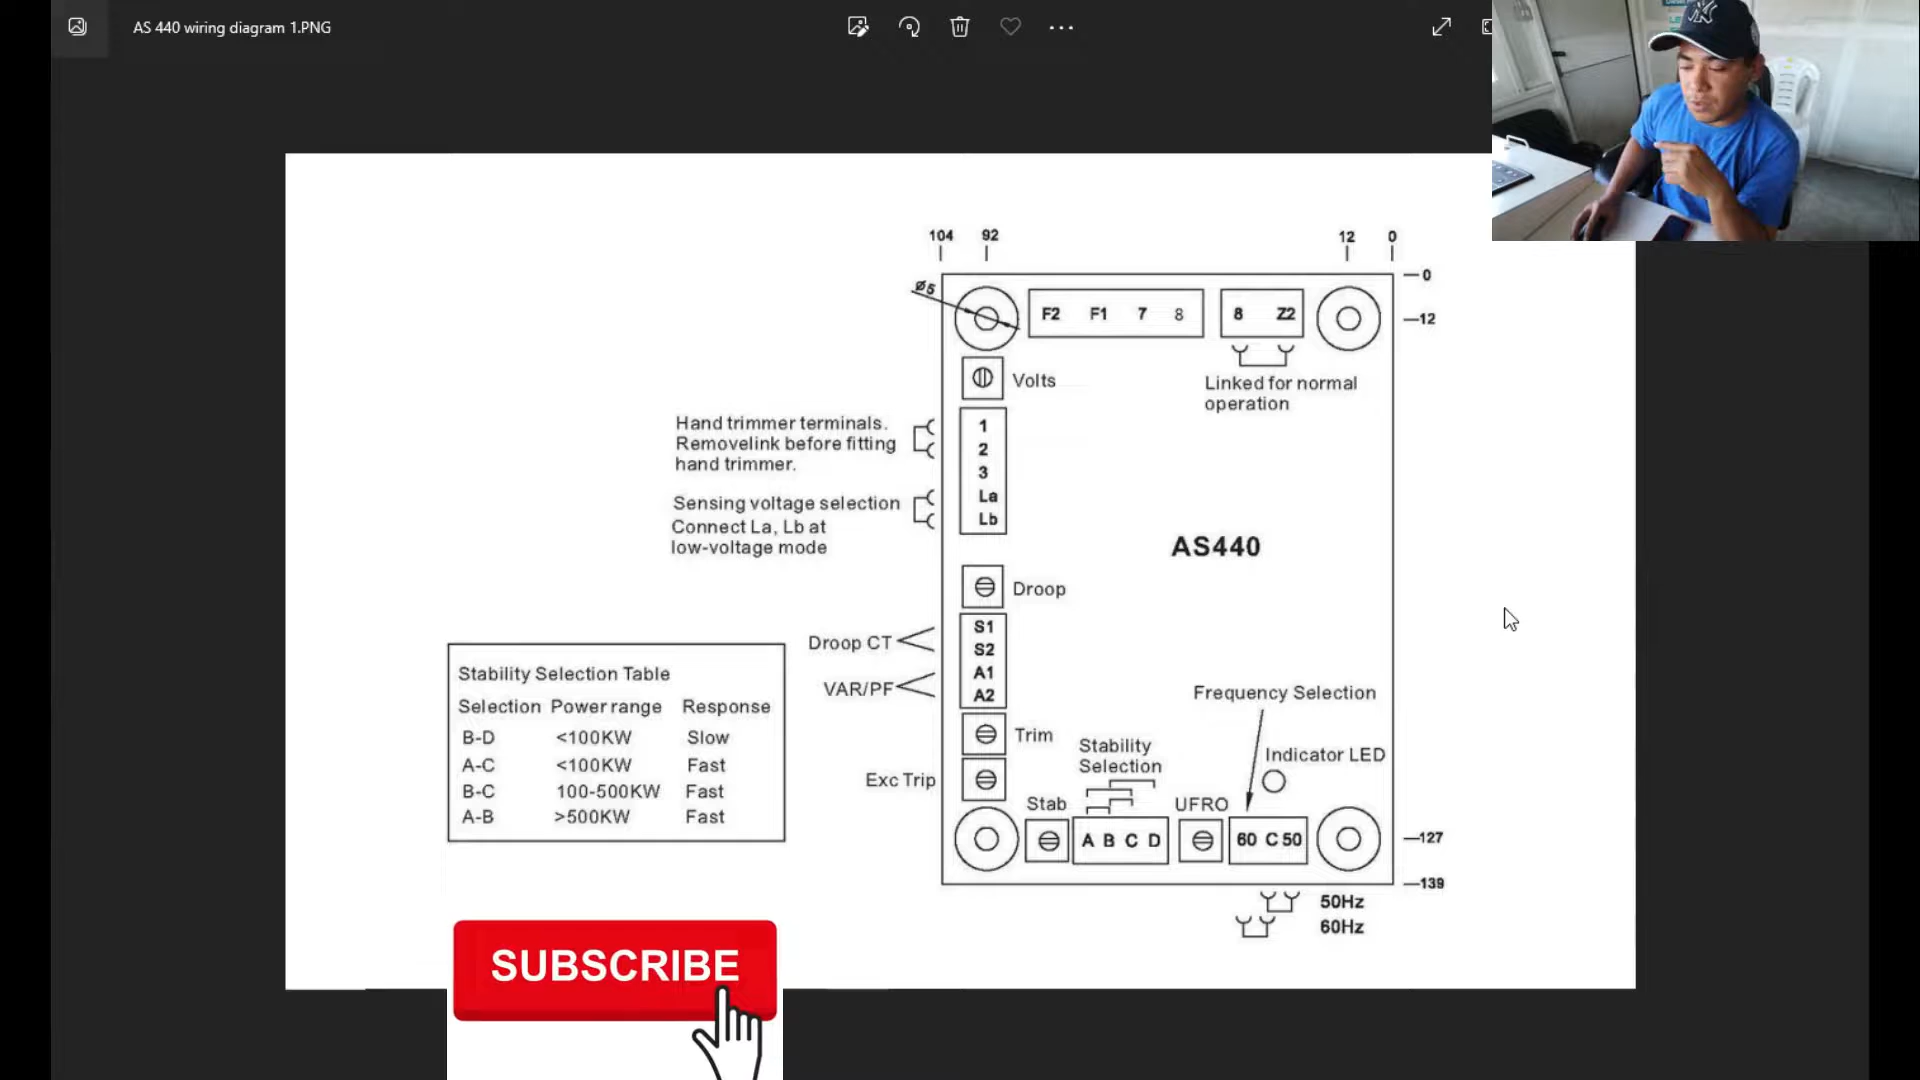 AS 440 wiring diagram 1.PNG
104 92 12 0
0
Ø5
F2 F1 7 8
8 Z2
12
Volts
Linked for normal
operation
Hand trimmer terminals.
Removelink before fitting
hand trimmer.
1
2
3
La
Lb
Sensing voltage selection
Connect La, Lb at
low-voltage mode
AS440
Droop
Droop CT
VAR/PF
S1
S2
A1
A2
Stability Selection Table
Selection Power range Response
B-D <100KW Slow
A-C <100KW Fast
B-C 100-500KW Fast
A-B >500KW Fast
Trim
Exc Trip
Stability
Selection
Frequency Selection
Indicator LED
Stab
UFRO
A B C D
60 C 50
127
139
50Hz
60Hz
SUBSCRIBE